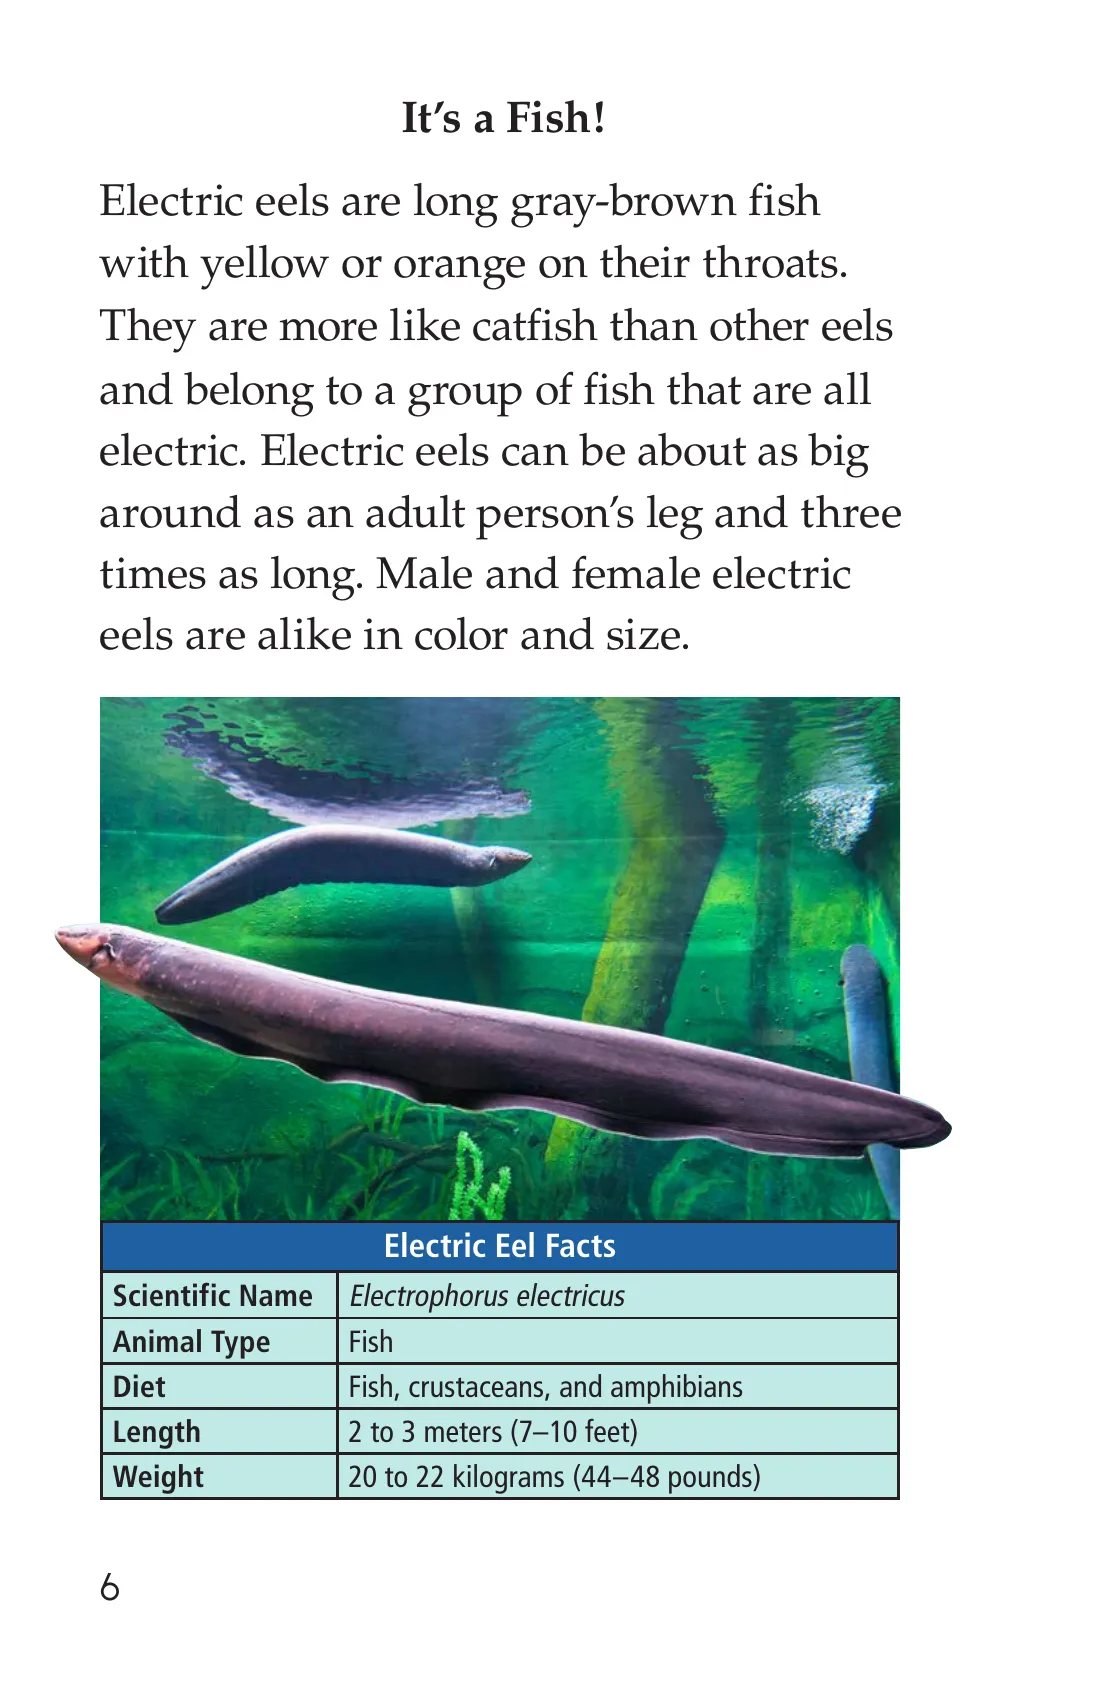 It’s a Fish!
Electric eels are long gray-brown fish
with yellow or orange on their throats.
They are more like catfish than other eels
and belong to a group of fish that are all
electric. Electric eels can be about as big
around as an adult person’s leg and three
times as long. Male and female electric
eels are alike in color and size.
Electric Eel Facts
Scientific Name Electrophorus electricus
Animal Type Fish
Diet Fish, crustaceans, and amphibians
Length 2 to 3 meters (7–10 feet)
Weight 20 to 22 kilograms (44–48 pounds)
6